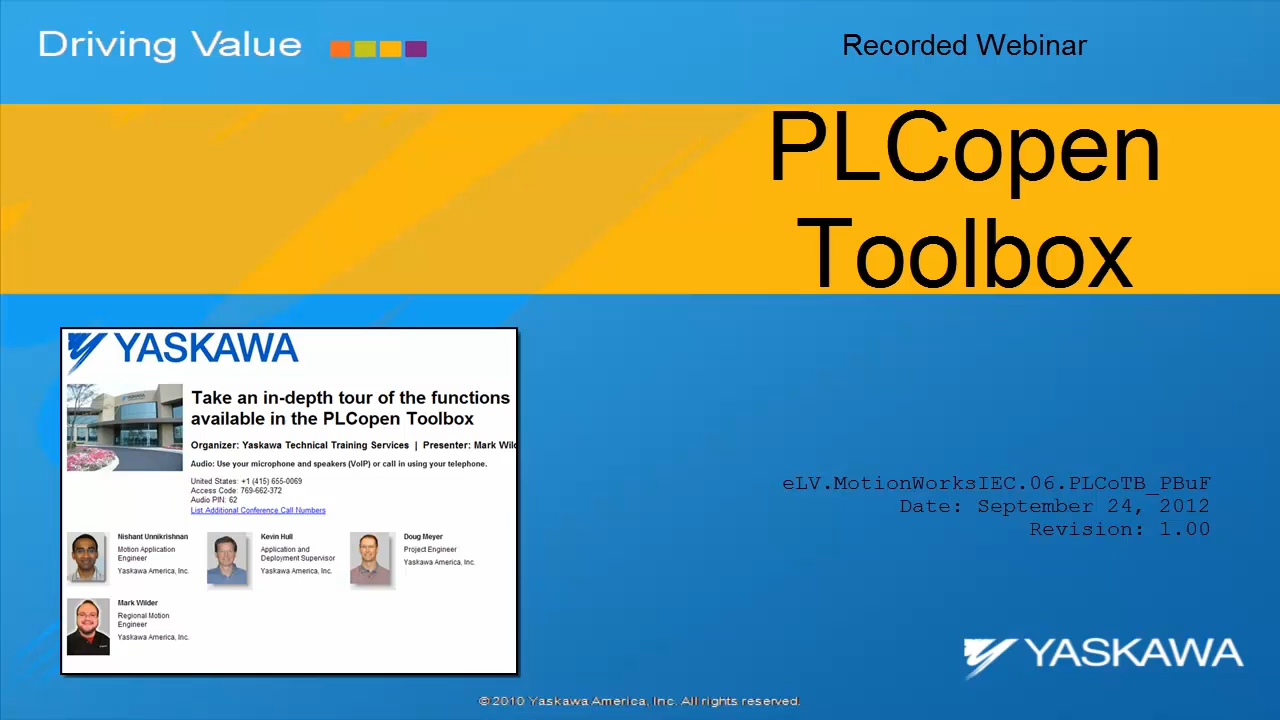 Driving Value
Recorded Webinar
PLCopen
Toolbox
YASKAWA
Take an in-depth tour of the functions
available in the PLCopen Toolbox
Organizer: Yaskawa Technical Training Services | Presenter: Mark Wild
Audio: Use your microphone and speakers (VoIP) or call in using your telephone.
United States: +1 (415) 655-0069
Access Code: 769-662-372
Audio PIN: 62
List Additional Conference Call Numbers
Nishant Unnikrishnan
Motion Application
Engineer
Yaskawa America, Inc.
Kevin Hull
Application and
Deployment Supervisor
Yaskawa America, Inc.
Doug Meyer
Project Engineer
Yaskawa America, Inc.
Mark Wilder
Regional Motion
Engineer
Yaskawa America, Inc.
eLV.MotionWorksIEC.06.PLCoTB_PBuF
Date: September 24, 2012
Revision: 1.00
YASKAWA
© 2010 Yaskawa America, Inc. All rights reserved.